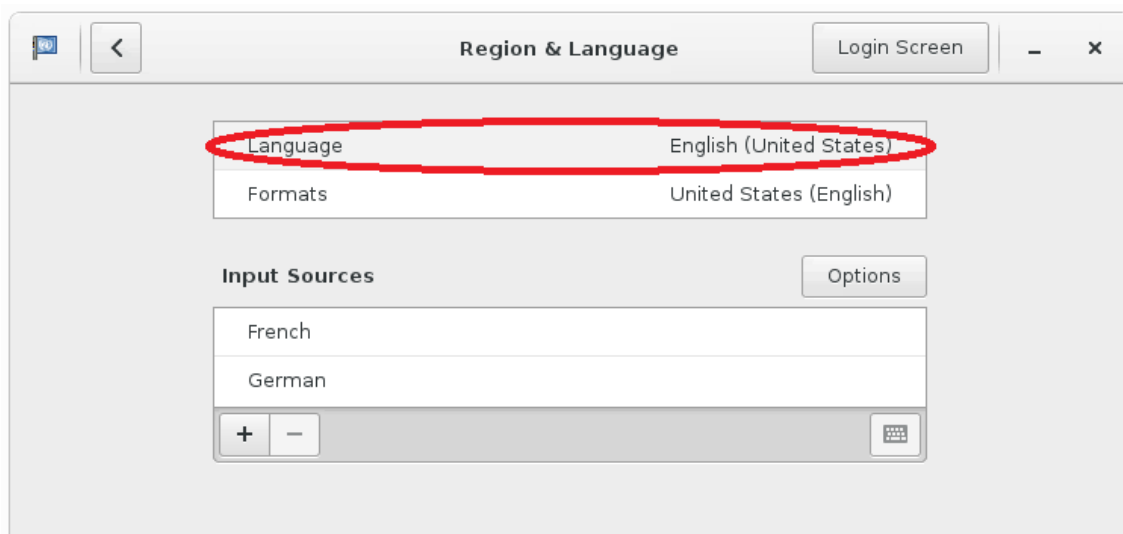 Region & Language
Login Screen
Language English (United States)
Formats United States (English)
Input Sources
Options
French
German